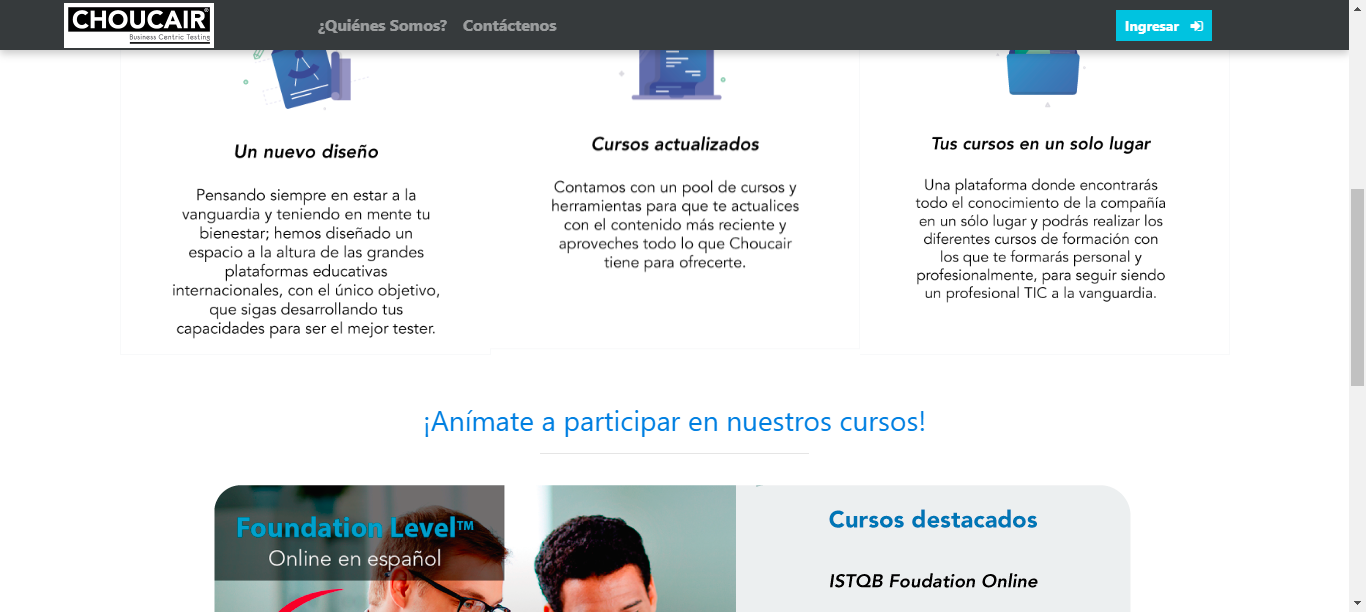 CHOUCAIR
Business Centric Testing
¿Quiénes Somos?
Contáctenos
Ingresar
Un nuevo diseño
Pensando siempre en estar a la
vanguardia y teniendo en mente tu
bienestar; hemos diseñado un
espacio a la altura de las grandes
plataformas educativas
internacionales, con el único objetivo,
que sigas desarrollando tus
capacidades para ser el mejor tester.
Cursos actualizados
Contamos con un pool de cursos y
herramientas para que te actualices
con el contenido más reciente y
aproveches todo lo que Choucair
tiene para ofrecerte.
Tus cursos en un solo lugar
Una plataforma donde encontrarás
todo el conocimiento de la compañía
en un sólo lugar y podrás realizar los
diferentes cursos de formación con
los que te formarás personal y
profesionalmente, para seguir siendo
un profesional TIC a la vanguardia.
¡Anímate a participar en nuestros cursos!
Foundation Level™
Online en español
Cursos destacados
ISTQB Foudation Online